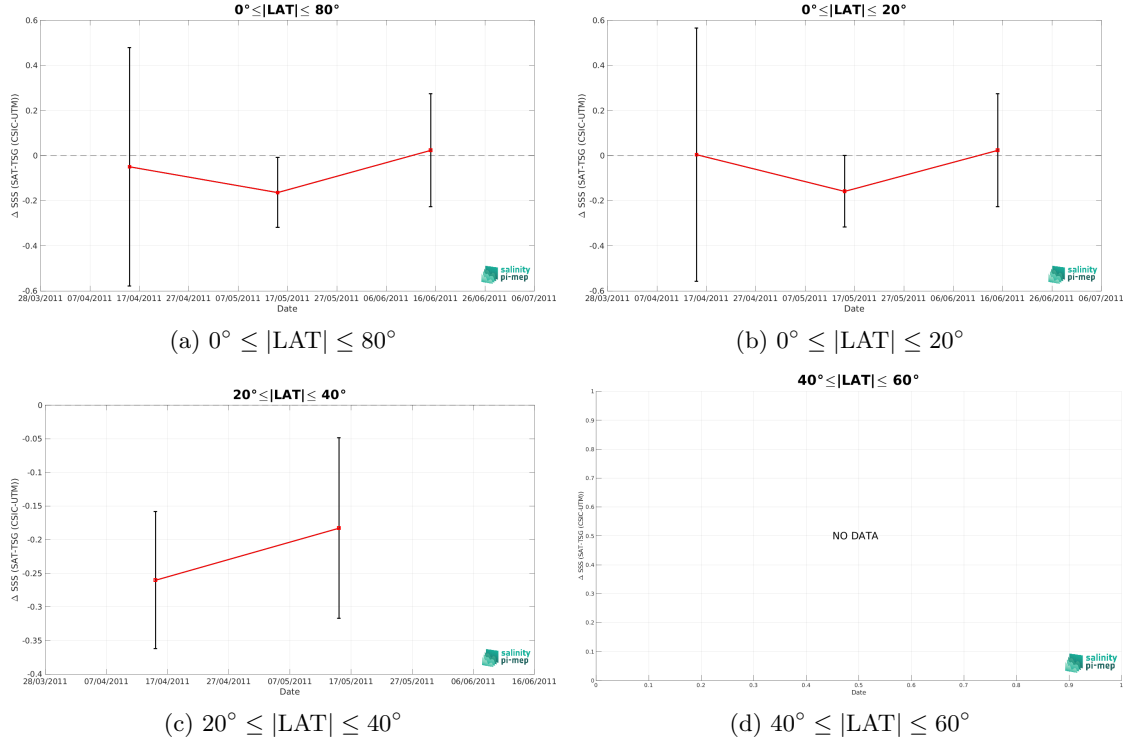 0°≤|LAT|≤ 80°
0.6
0.4
0.2
0
-0.2
-0.4
-0.6
Δ SSS (SAT-TSG (CSIC-UTM))
28/03/2011 07/04/2011 17/04/2011 27/04/2011 07/05/2011 17/05/2011 27/05/2011 06/06/2011 16/06/2011 26/06/2011 06/07/2011
Date
salinity
pi-mep
(a) 0° ≤ |LAT| ≤ 80°
0°≤|LAT|≤ 20°
0.6
0.4
0.2
0
-0.2
-0.4
-0.6
Δ SSS (SAT-TSG (CSIC-UTM))
28/03/2011 07/04/2011 17/04/2011 27/04/2011 07/05/2011 17/05/2011 27/05/2011 06/06/2011 16/06/2011 26/06/2011 06/07/2011
Date
salinity
pi-mep
(b) 0° ≤ |LAT| ≤ 20°
20°≤|LAT|≤ 40°
0
-0.05
-0.1
-0.15
-0.2
-0.25
-0.3
-0.35
-0.4
Δ SSS (SAT-TSG (CSIC-UTM))
28/03/2011 07/04/2011 17/04/2011 27/04/2011 07/05/2011 17/05/2011 27/05/2011 06/06/2011 16/06/2011
Date
salinity
pi-mep
(c) 20° ≤ |LAT| ≤ 40°
40°≤|LAT|≤ 60°
1
0.9
0.8
0.7
0.6
0.5
0.4
0.3
0.2
0.1
0
Δ SSS (SAT-TSG (CSIC-UTM))
NO DATA
0 0.1 0.2 0.3 0.4 0.5 0.6 0.7 0.8 0.9 1
Date
salinity
pi-mep
(d) 40° ≤ |LAT| ≤ 60°